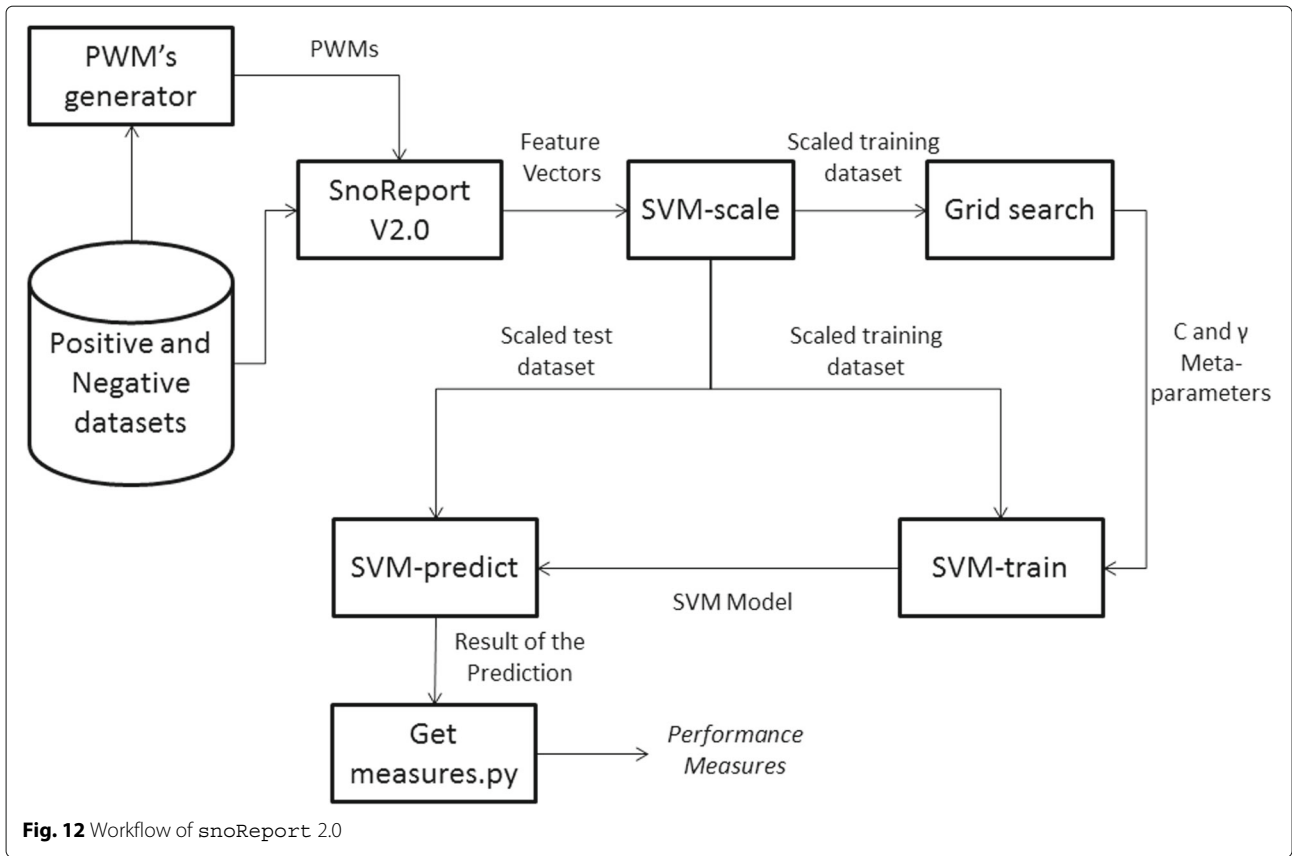 PWM's
generator
PWMs
SnoReport
V2.0
Feature
Vectors
SVM-scale
Scaled training
dataset
Grid search
Positive and
Negative
datasets
Scaled test
dataset
Scaled training
dataset
C and γ
Meta-
parameters
SVM-predict
SVM Model
SVM-train
Result of the
Prediction
Get
measures.py
Performance
Measures
Fig. 12 Workflow of snoReport 2.0